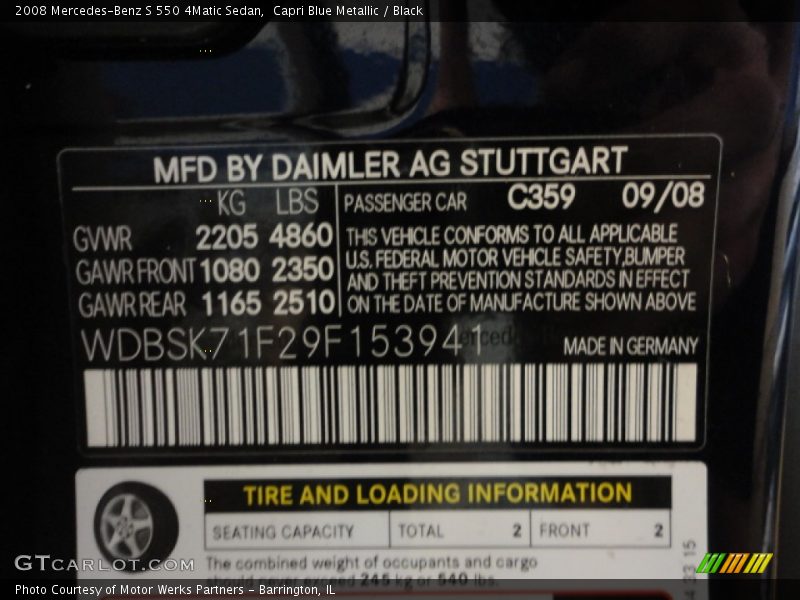 2008 Mercedes-Benz S 550 4Matic Sedan, Capri Blue Metallic / Black
MFD BY DAIMLER AG STUTTGART
KG LBS
PASSENGER CAR C359 09/08
GVWR 2205 4860
GAWR FRONT 1080 2350
GAWR REAR 1165 2510
THIS VEHICLE CONFORMS TO ALL APPLICABLE
U.S. FEDERAL MOTOR VEHICLE SAFETY, BUMPER
AND THEFT PREVENTION STANDARDS IN EFFECT
ON THE DATE OF MANUFACTURE SHOWN ABOVE
WDBSK71F29F153941
MADE IN GERMANY
TIRE AND LOADING INFORMATION
SEATING CAPACITY TOTAL 2 FRONT 2
The combined weight of occupants and cargo
should never exceed 245 kg or 540 lbs.
GTcarlot.com
Photo Courtesy of Motor Werks Partners - Barrington, IL